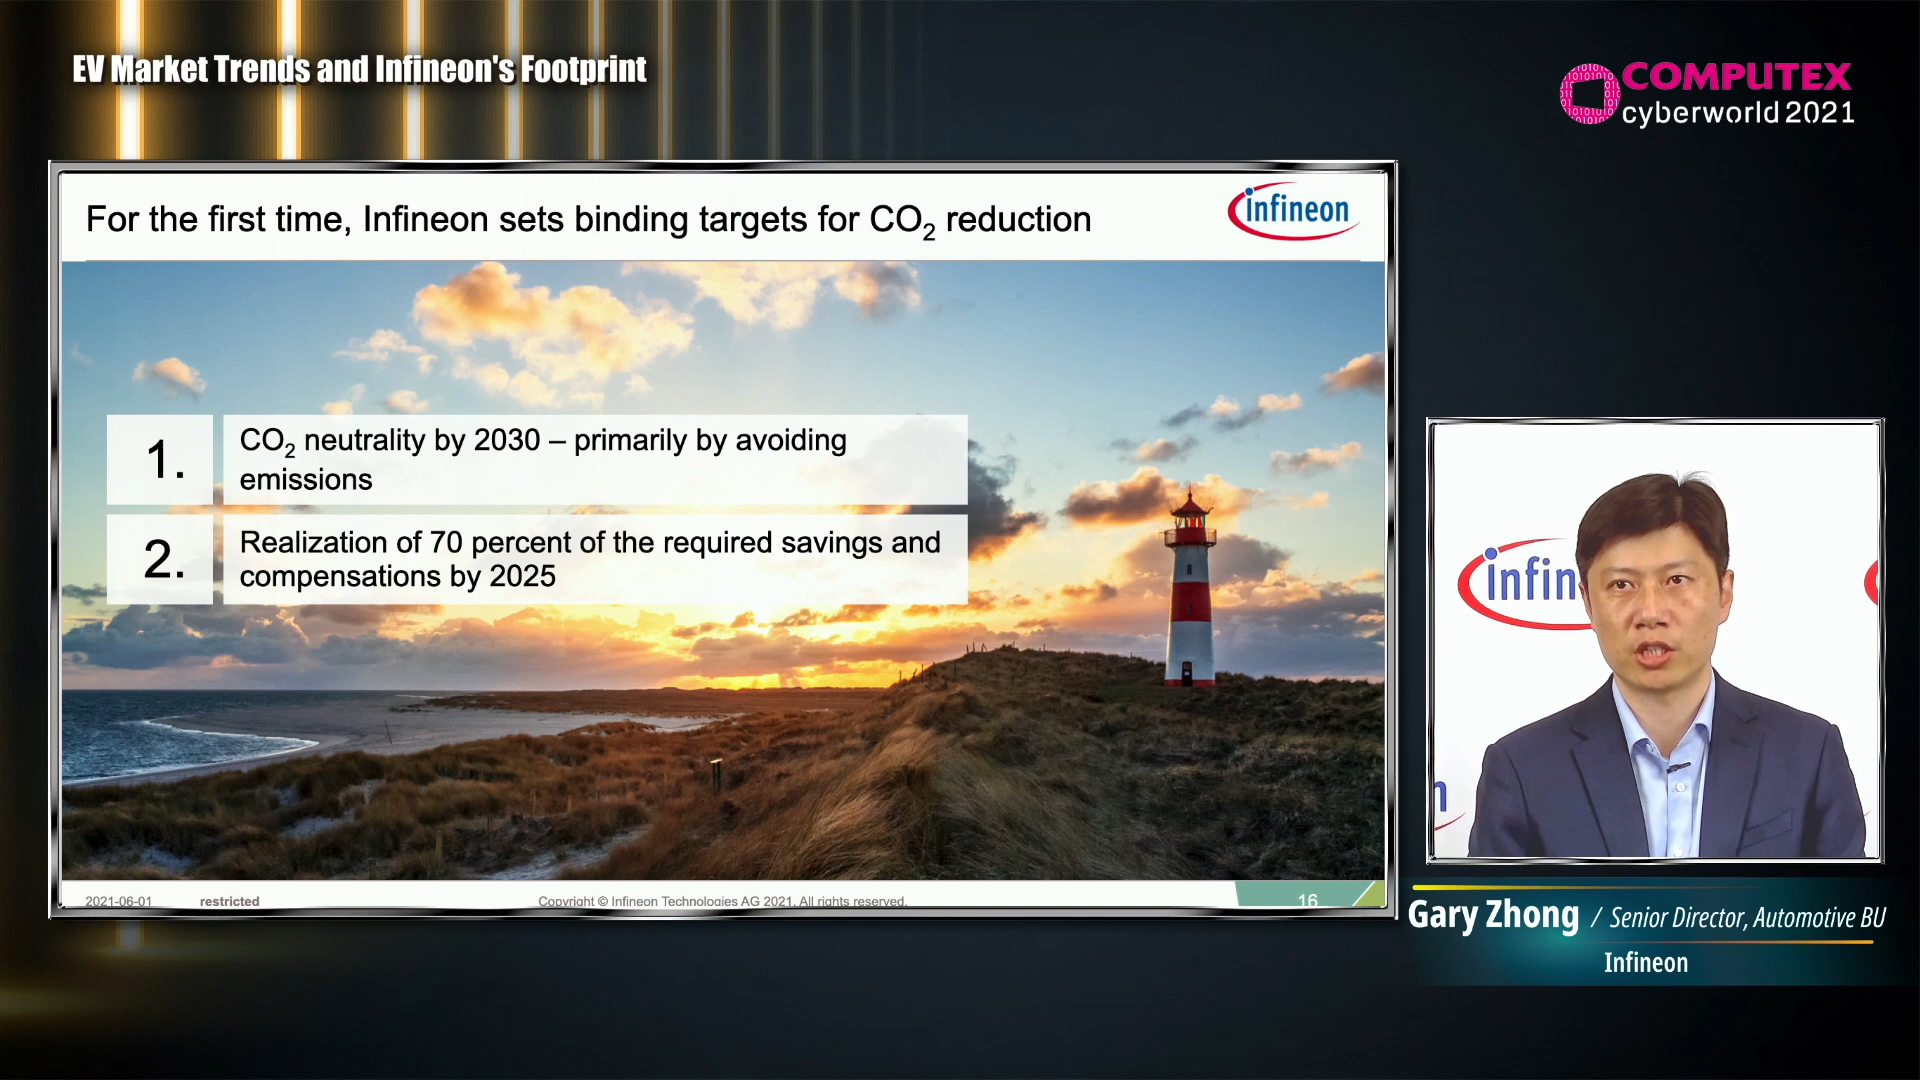 EV Market Trends and Infineon's Footprint
COMPUTEX
cyberworld 2021
For the first time, Infineon sets binding targets for CO₂ reduction
infineon
1.
CO₂ neutrality by 2030 – primarily by avoiding
emissions
2.
Realization of 70 percent of the required savings and
compensations by 2025
2021-06-01
restricted
Copyright © Infineon Technologies AG 2021. All rights reserved.
16
infin
n
Gary Zhong / Senior Director, Automotive BU
Infineon